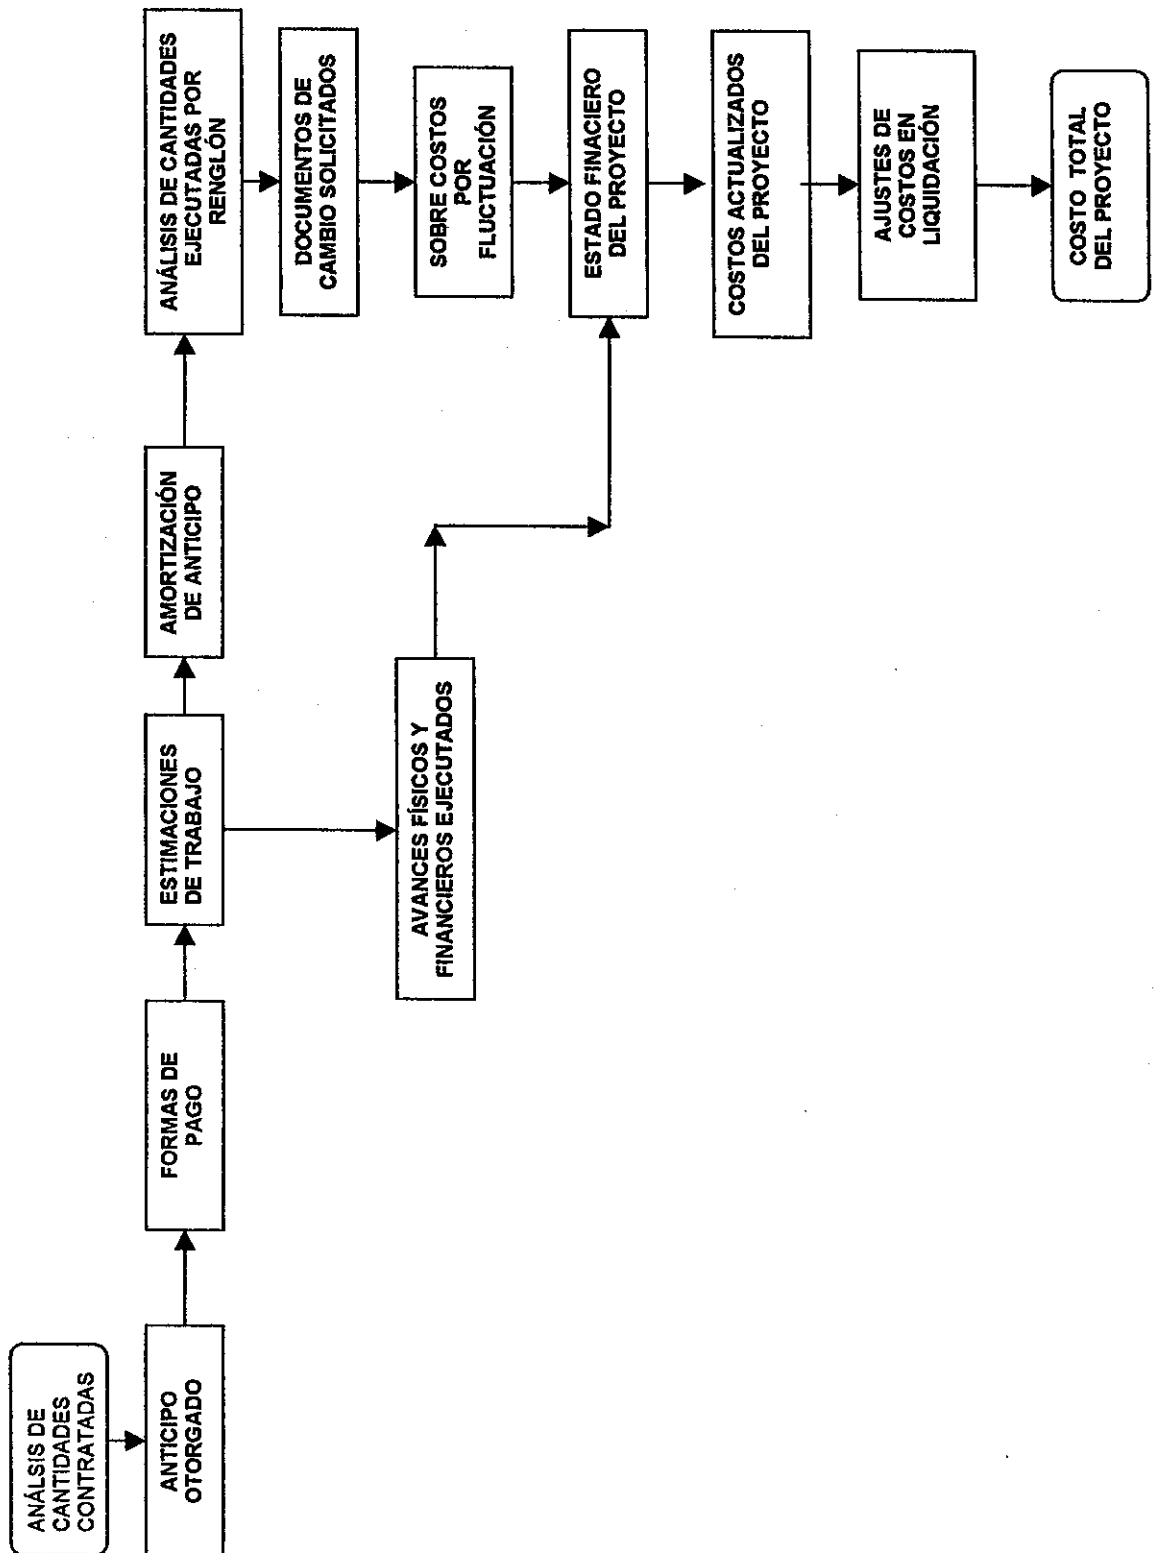 ANÁLSIS DE
CANTIDADES
CONTRATADAS
ANTICIPO
OTORGADO
FORMAS DE
PAGO
ESTIMACIONES
DE TRABAJO
AMORTIZACIÓN
DE ANTICIPO
ANÁLISIS DE CANTIDADES
EJECUTADAS POR
RENGLÓN
DOCUMENTOS DE
CAMBIO SOLICITADOS
SOBRE COSTOS
POR
FLUCTUACIÓN
AVANCES FÍSICOS Y
FINANCIEROS EJECUTADOS
ESTADO FINACIERO
DEL PROYECTO
COSTOS ACTUALIZADOS
DEL PROYECTO
AJUSTES DE
COSTOS EN
LIQUIDACIÓN
COSTO TOTAL
DEL PROYECTO